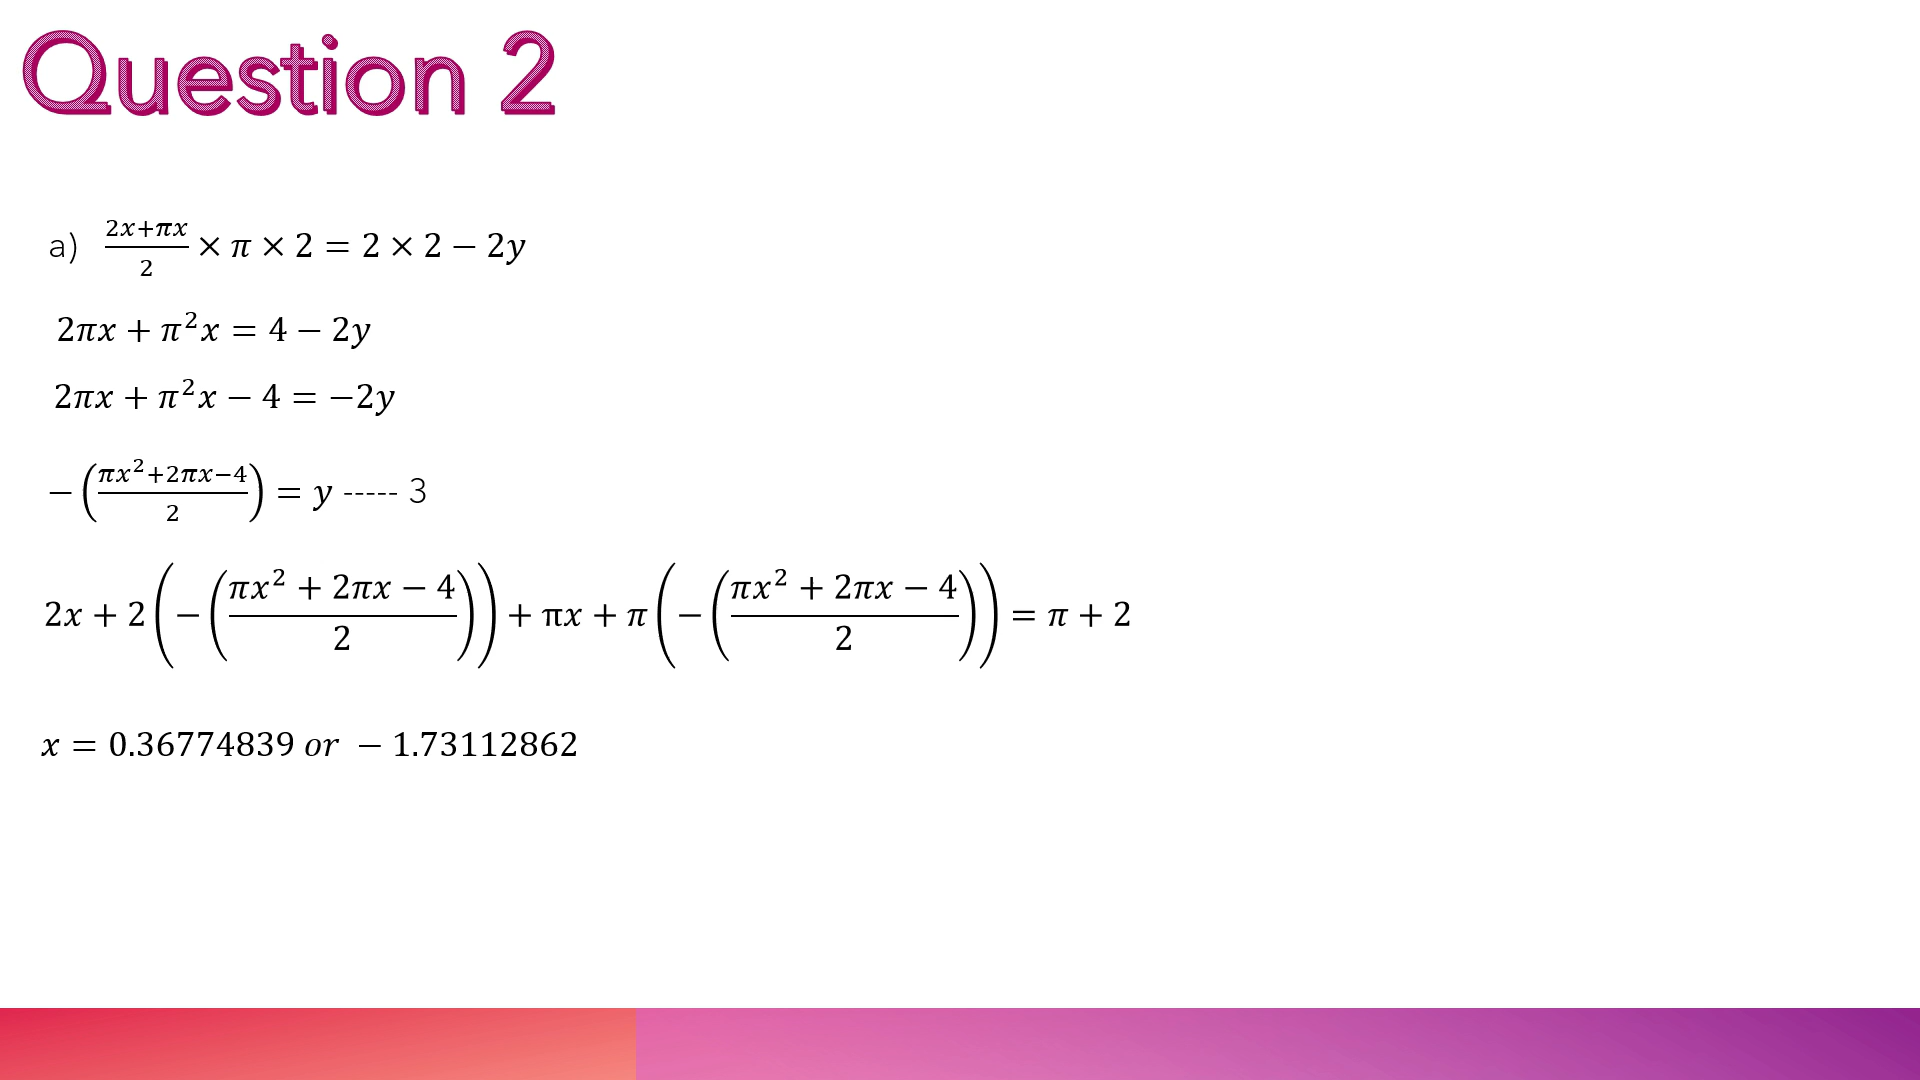 Question 2
a) (2x+πx)/2 × π × 2 = 2 × 2 − 2y
2πx + π²x = 4 − 2y
2πx + π²x − 4 = −2y
−((πx²+2πx−4)/2) = y ----- 3
2x + 2(−((πx² + 2πx − 4)/2)) + πx + π(−((πx² + 2πx − 4)/2)) = π + 2
x = 0.36774839 or − 1.73112862